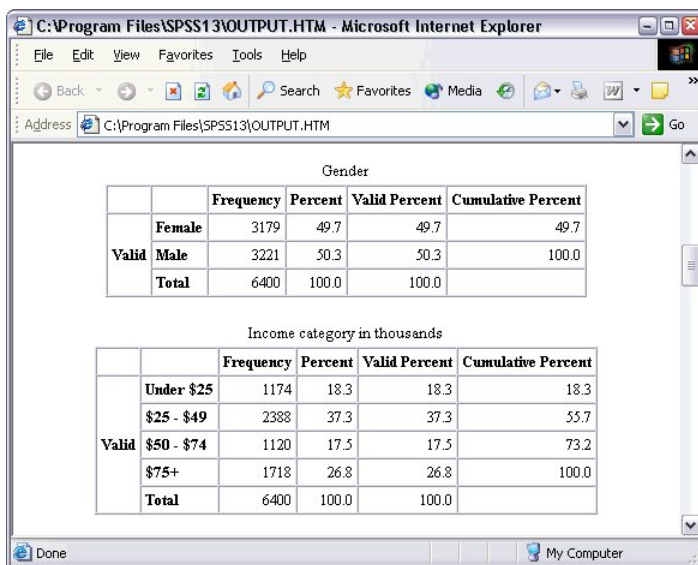 C:\Program Files\SPSS13\OUTPUT.HTM - Microsoft Internet Explorer
File Edit View Favorites Tools Help
Back Search Favorites Media W »
Address C:\Program Files\SPSS13\OUTPUT.HTM Go
Gender
Frequency Percent Valid Percent Cumulative Percent
Female 3179 49.7 49.7 49.7
Valid Male 3221 50.3 50.3 100.0
Total 6400 100.0 100.0
Income category in thousands
Frequency Percent Valid Percent Cumulative Percent
Under $25 1174 18.3 18.3 18.3
$25 - $49 2388 37.3 37.3 55.7
Valid $50 - $74 1120 17.5 17.5 73.2
$75+ 1718 26.8 26.8 100.0
Total 6400 100.0 100.0
Done My Computer